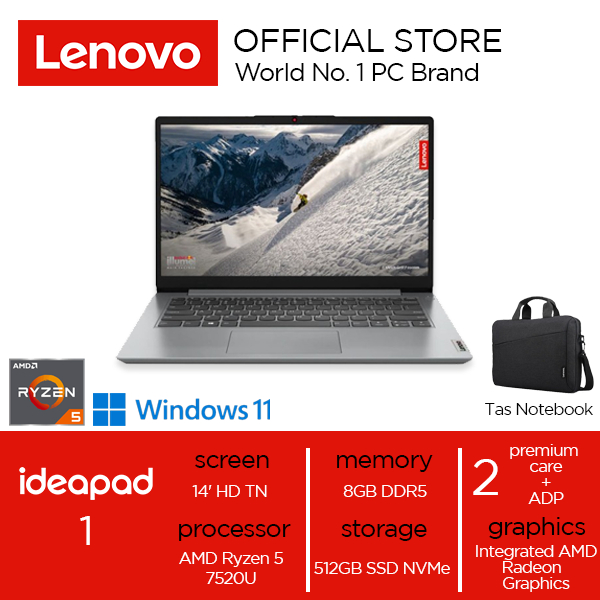 Lenovo
OFFICIAL STORE
World No. 1 PC Brand
Lenovo
AMD
RYZEN
5
Windows 11
Tas Notebook
ideapad
1
screen
14' HD TN
processor
AMD Ryzen 5
7520U
memory
8GB DDR5
storage
512GB SSD NVMe
2
premium
care
+
ADP
graphics
Integrated AMD
Radeon
Graphics